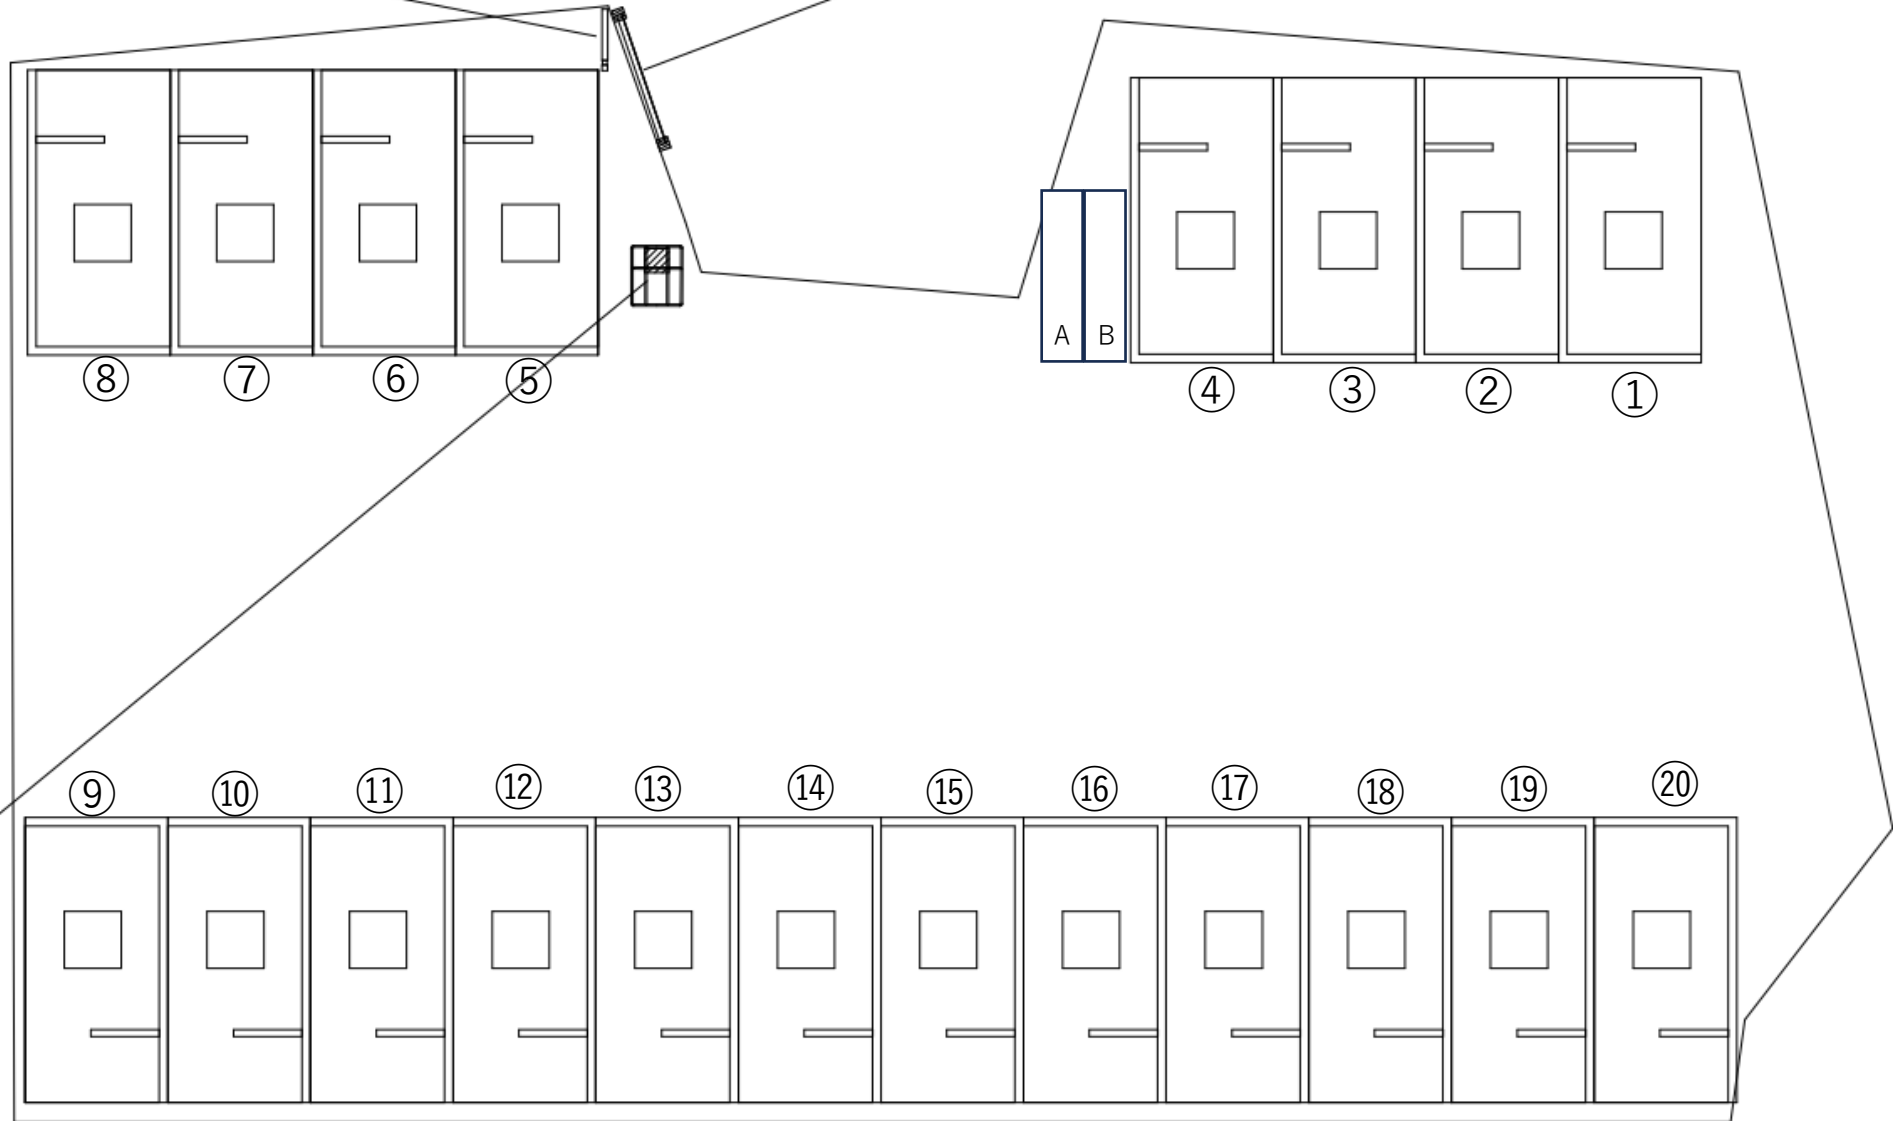 A B
⑧ ⑦ ⑥ ⑤ ④ ③ ② ①
⑨ ⑩ ⑪ ⑫ ⑬ ⑭ ⑮ ⑯ ⑰ ⑱ ⑲ ⑳